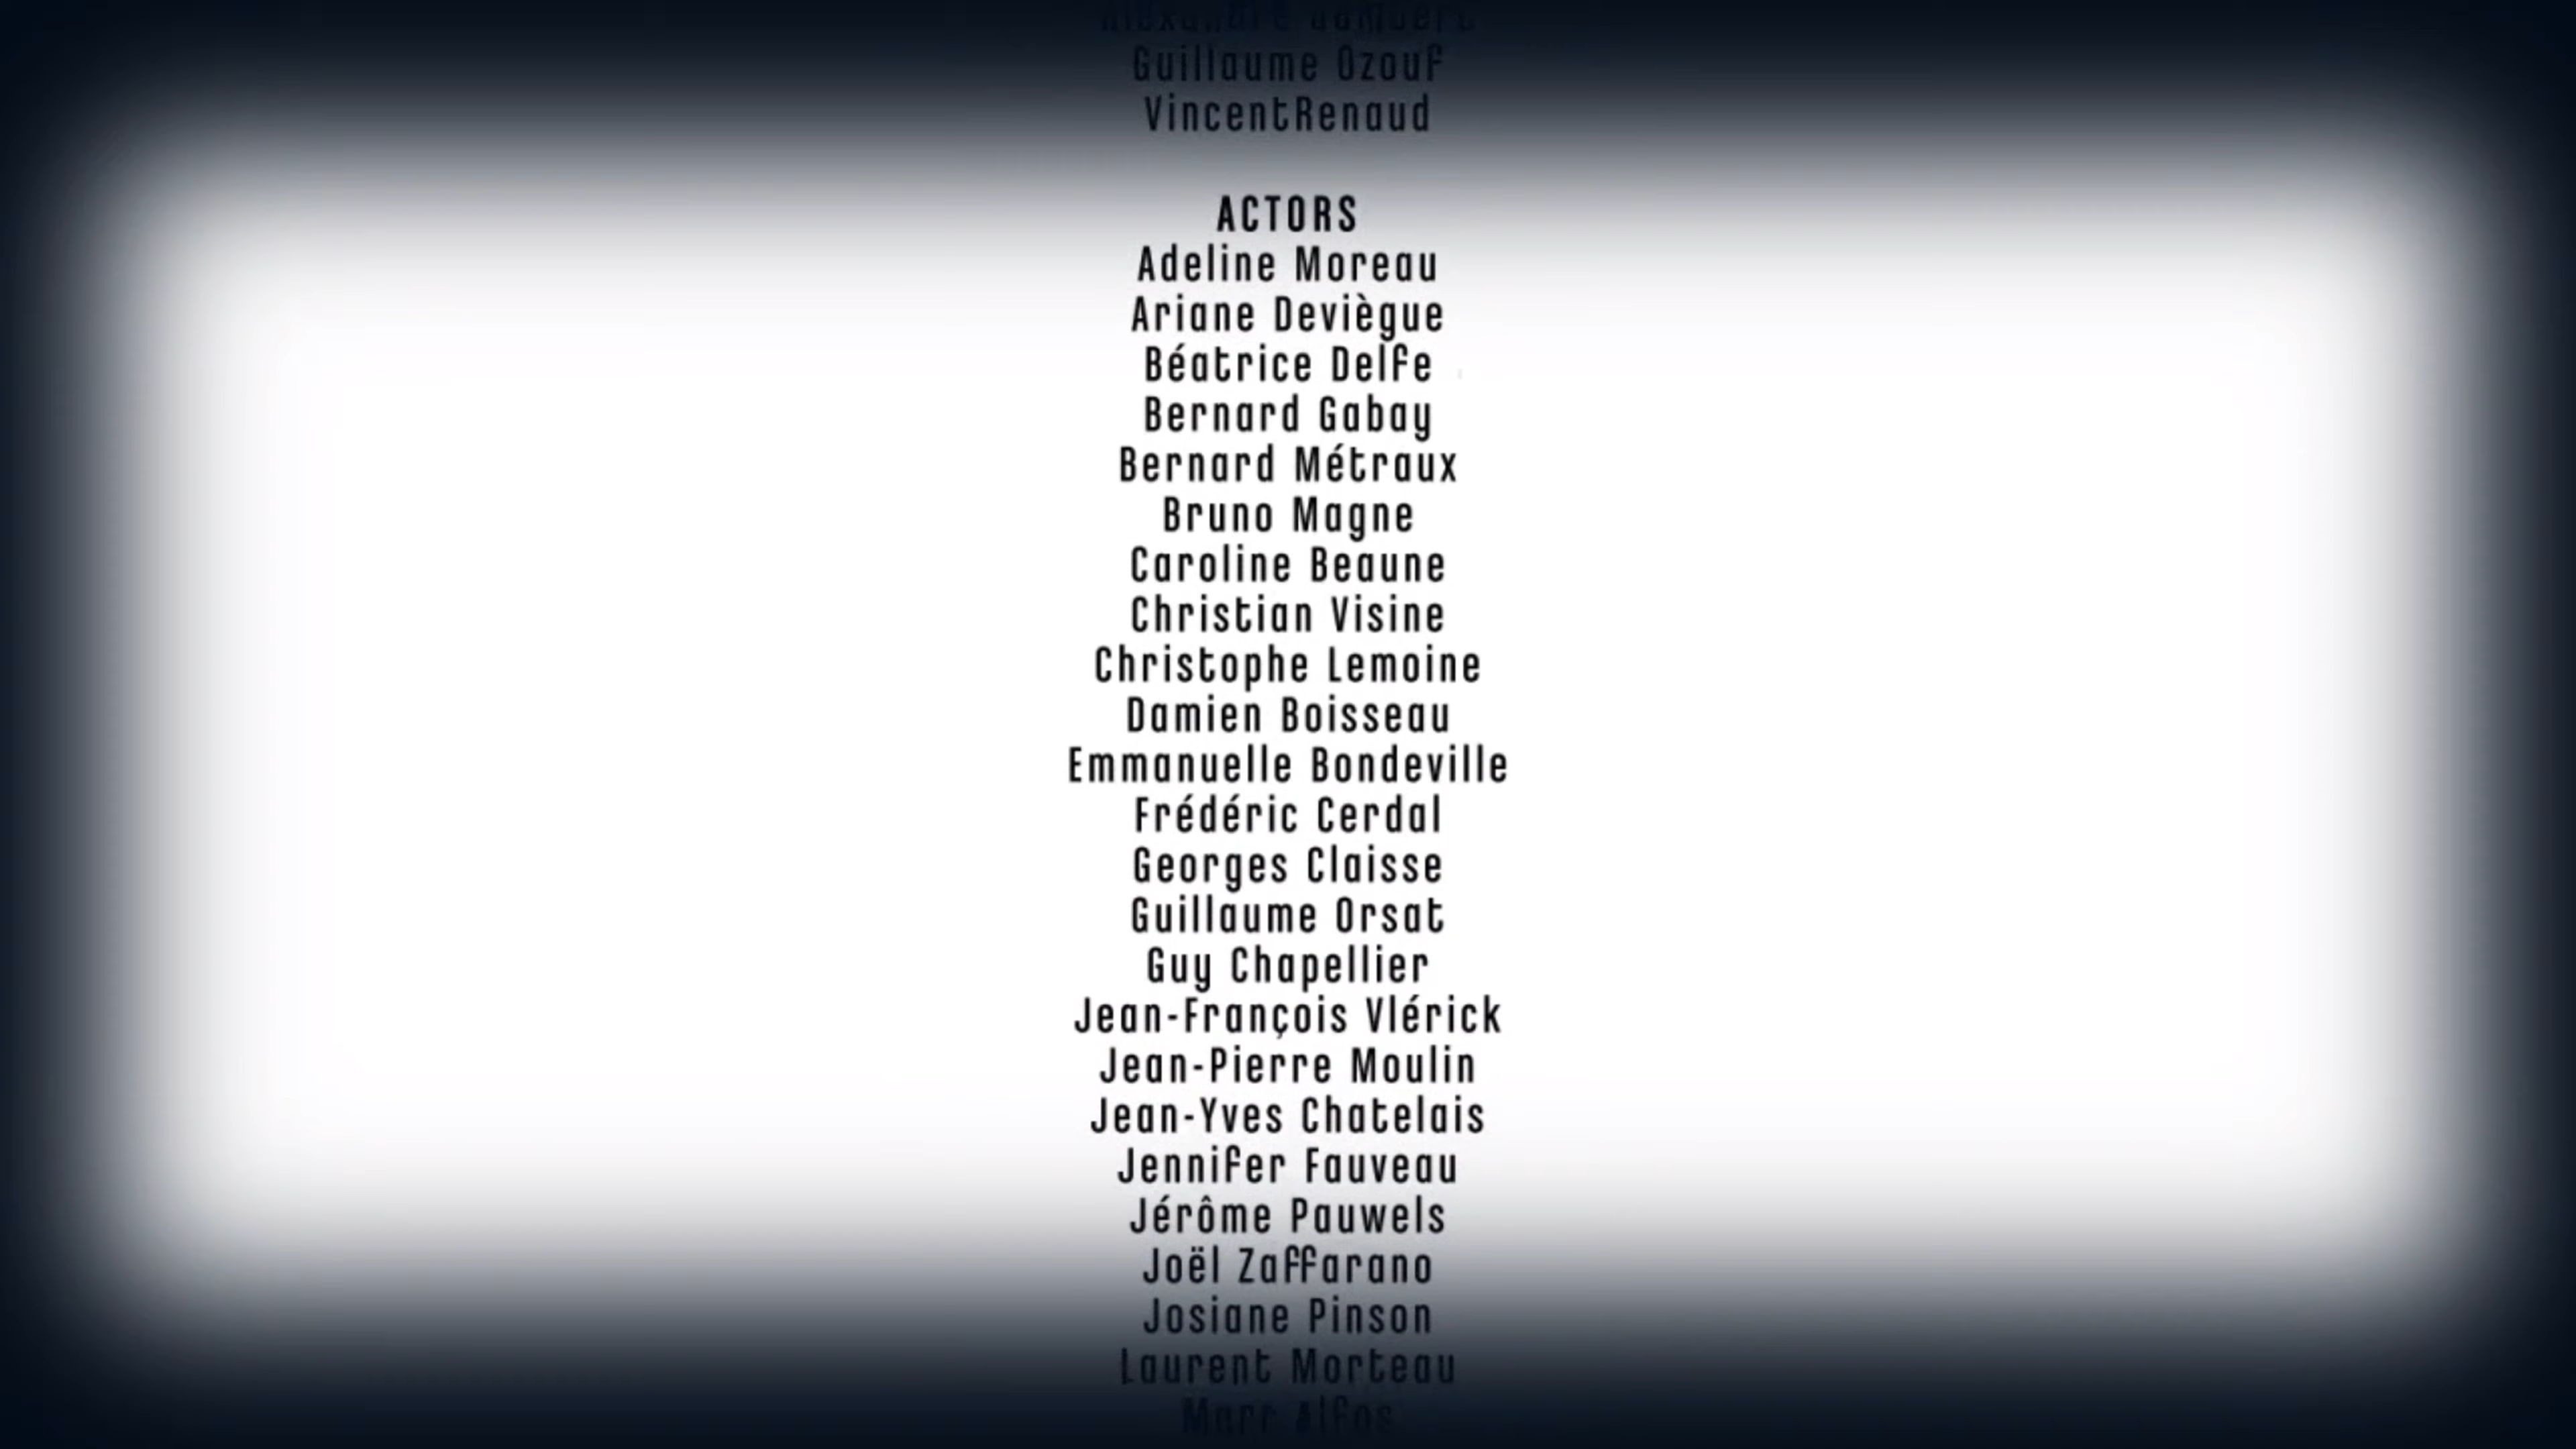 Guillaume Ozouf
VincentRenaud
ACTORS
Adeline Moreau
Ariane Deviègue
Béatrice Delfe
Bernard Gabay
Bernard Métraux
Bruno Magne
Caroline Beaune
Christian Visine
Christophe Lemoine
Damien Boisseau
Emmanuelle Bondeville
Frédéric Cerdal
Georges Claisse
Guillaume Orsat
Guy Chapellier
Jean-François Vlérick
Jean-Pierre Moulin
Jean-Yves Chatelais
Jennifer Fauveau
Jérôme Pauwels
Joël Zaffarano
Josiane Pinson
Laurent Morteau
Marc Alfos